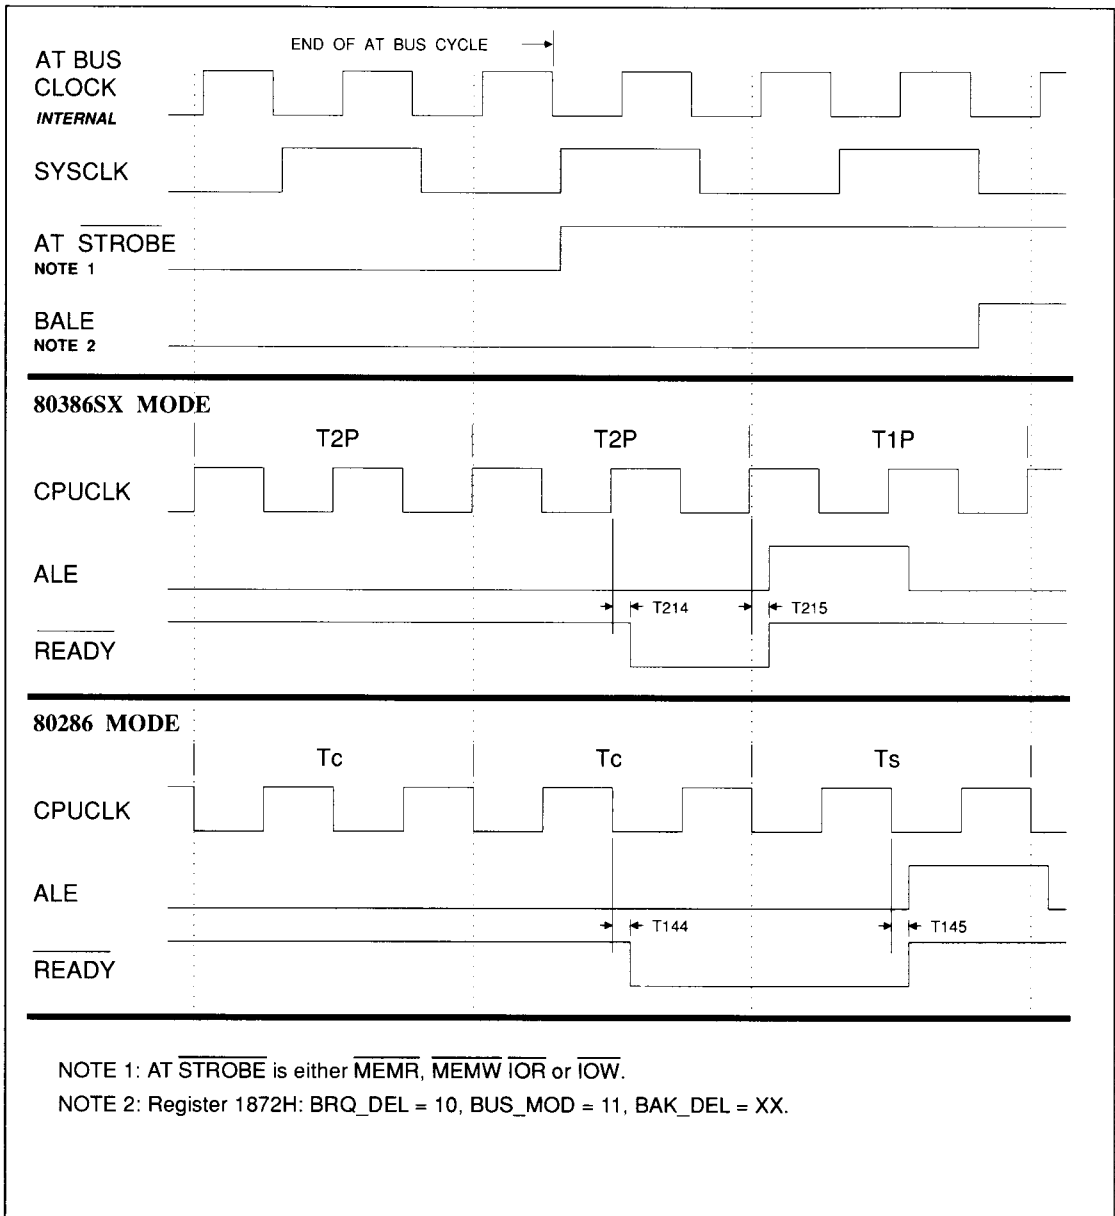 END OF AT BUS CYCLE
AT BUS
CLOCK
INTERNAL
SYSCLK
AT STROBE
NOTE 1
BALE
NOTE 2
80386SX MODE
T2P T2P T1P
CPUCLK
ALE
T214 T215
READY
80286 MODE
Tc Tc Ts
CPUCLK
ALE
T144 T145
READY
NOTE 1: AT STROBE is either MEMR, MEMW IOR or IOW.
NOTE 2: Register 1872H: BRQ_DEL = 10, BUS_MOD = 11, BAK_DEL = XX.